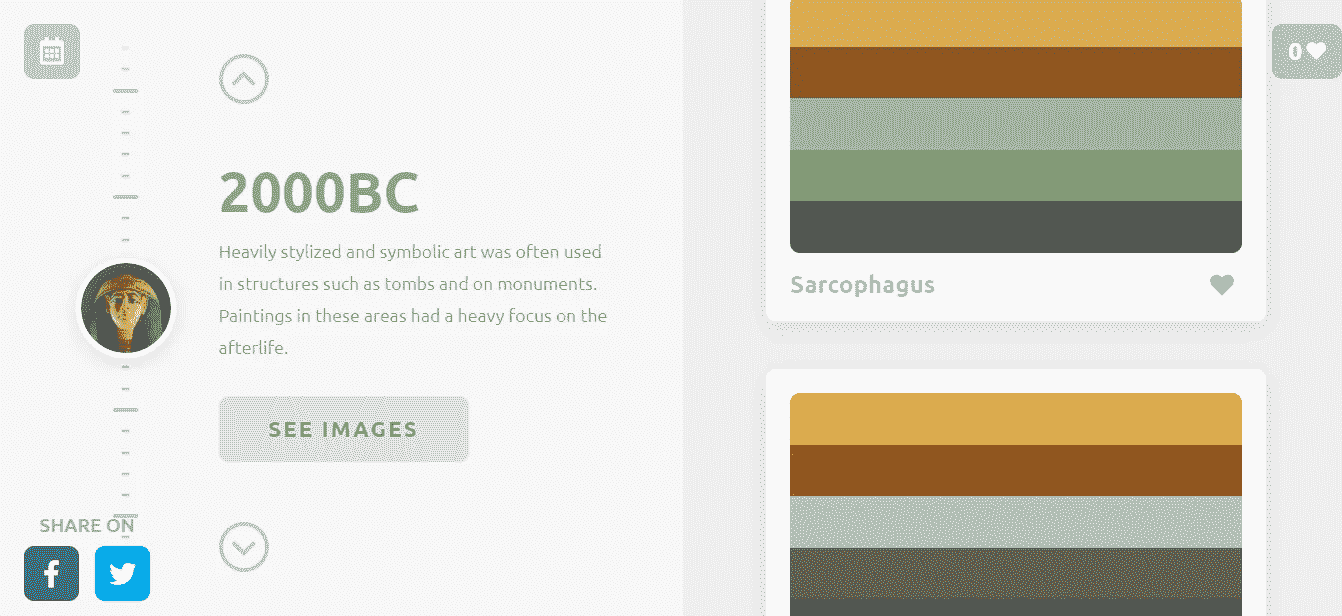 0
2000BC
Heavily stylized and symbolic art was often used
in structures such as tombs and on monuments.
Paintings in these areas had a heavy focus on the
afterlife.
SEE IMAGES
SHARE ON
Sarcophagus